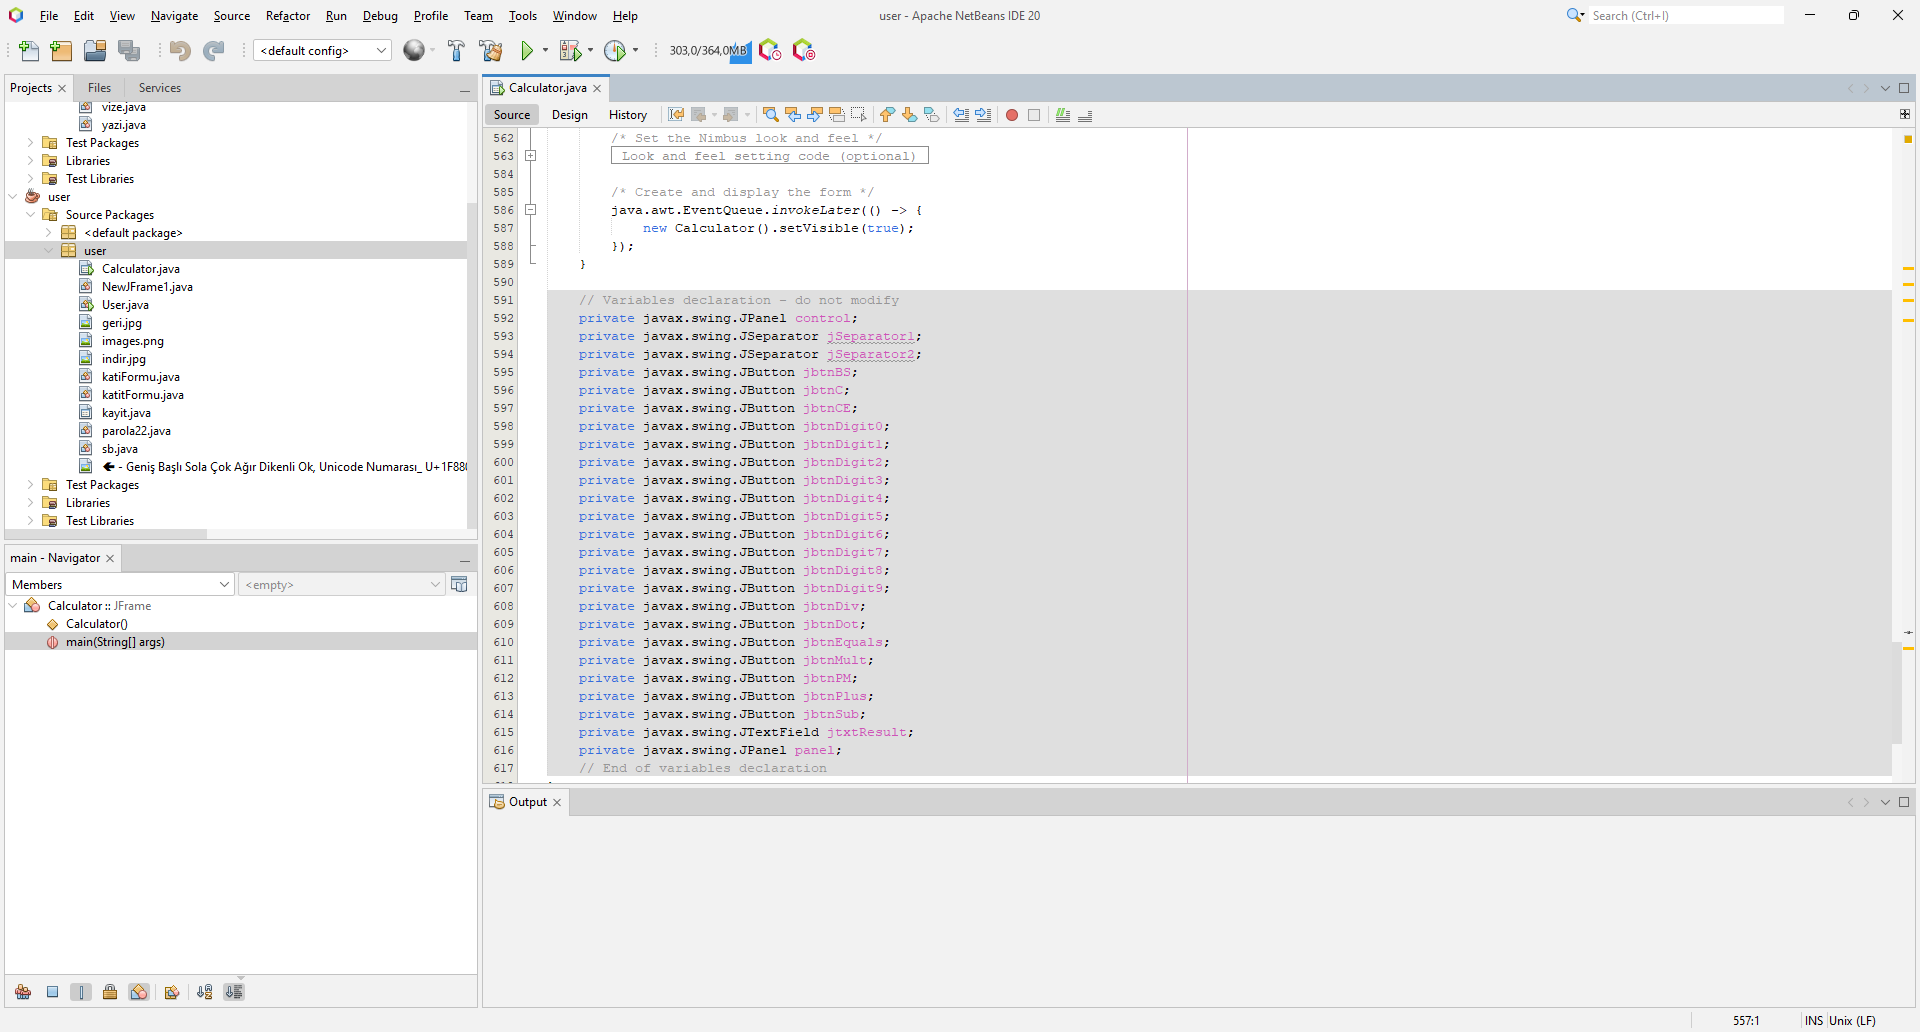 File Edit View Navigate Source Refactor Run Debug Profile Team Tools Window Help
user - Apache NetBeans IDE 20
Search (Ctrl+I)
<default config>
303,0/364,0MB
Projects Files Services
vize.java
yazi.java
Test Packages
Libraries
Test Libraries
user
Source Packages
<default package>
user
Calculator.java
NewJFrame1.java
User.java
geri.jpg
images.png
indir.jpg
katiFormu.java
katitFormu.java
kayit.java
parola22.java
sb.java
🡄 - Geniş Başlı Sola Çok Ağır Dikenli Ok, Unicode Numarası_ U+1F880
Test Packages
Libraries
Test Libraries
main - Navigator
Members <empty>
Calculator :: JFrame
Calculator()
main(String[] args)
Calculator.java
Source Design History
562 /* Set the Nimbus look and feel */
563 Look and feel setting code (optional)
584
585 /* Create and display the form */
586 java.awt.EventQueue.invokeLater(() -> {
587 new Calculator().setVisible(true);
588 });
589 }
590
591 // Variables declaration - do not modify
592 private javax.swing.JPanel control;
593 private javax.swing.JSeparator jSeparator1;
594 private javax.swing.JSeparator jSeparator2;
595 private javax.swing.JButton jbtnBS;
596 private javax.swing.JButton jbtnC;
597 private javax.swing.JButton jbtnCE;
598 private javax.swing.JButton jbtnDigit0;
599 private javax.swing.JButton jbtnDigit1;
600 private javax.swing.JButton jbtnDigit2;
601 private javax.swing.JButton jbtnDigit3;
602 private javax.swing.JButton jbtnDigit4;
603 private javax.swing.JButton jbtnDigit5;
604 private javax.swing.JButton jbtnDigit6;
605 private javax.swing.JButton jbtnDigit7;
606 private javax.swing.JButton jbtnDigit8;
607 private javax.swing.JButton jbtnDigit9;
608 private javax.swing.JButton jbtnDiv;
609 private javax.swing.JButton jbtnDot;
610 private javax.swing.JButton jbtnEquals;
611 private javax.swing.JButton jbtnMult;
612 private javax.swing.JButton jbtnPM;
613 private javax.swing.JButton jbtnPlus;
614 private javax.swing.JButton jbtnSub;
615 private javax.swing.JTextField jtxtResult;
616 private javax.swing.JPanel panel;
617 // End of variables declaration
Output
557:1 INS Unix (LF)